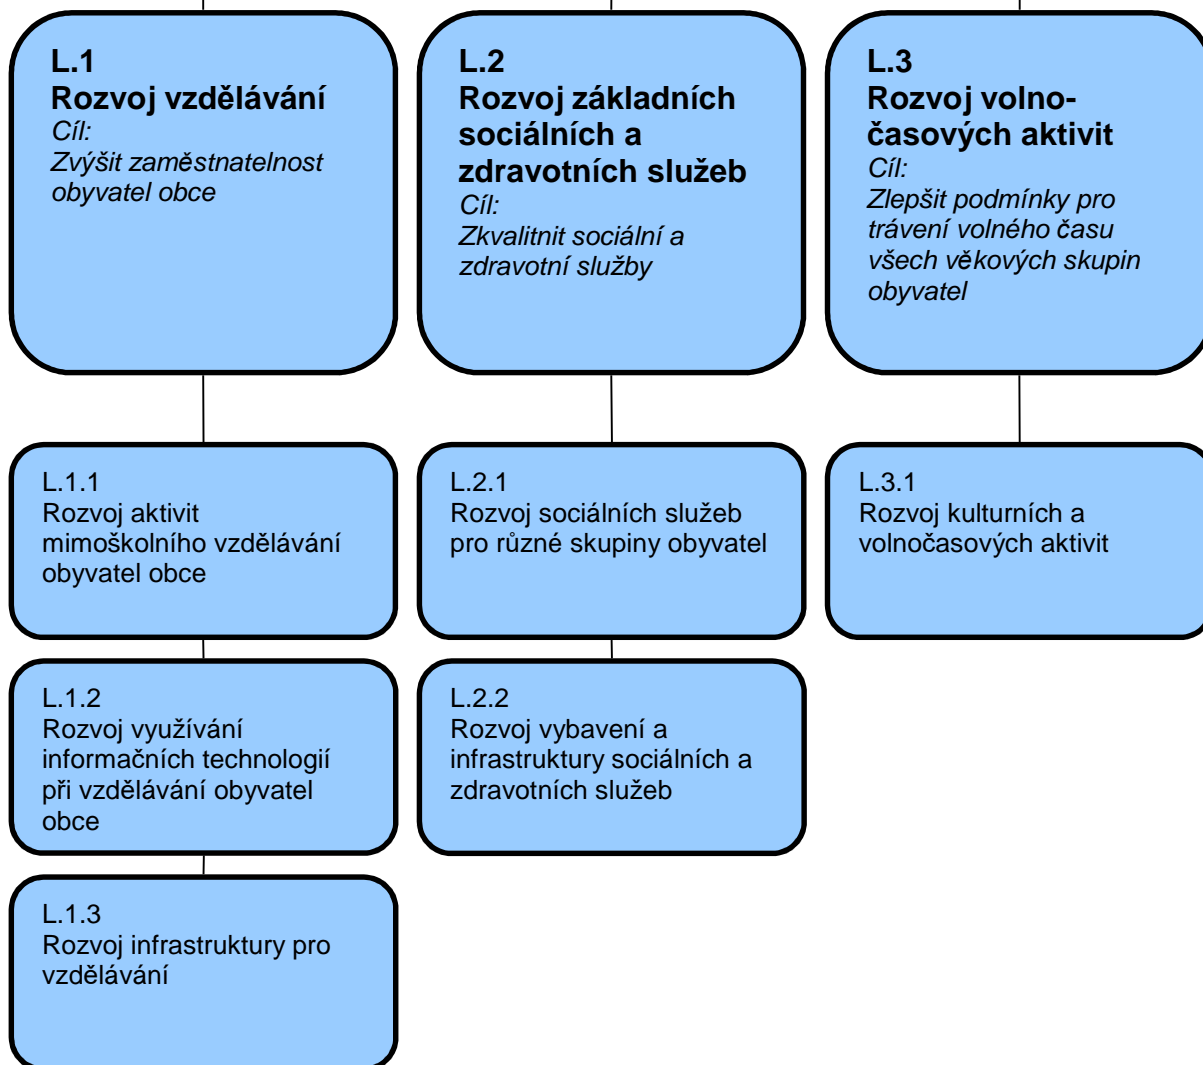 L.1
Rozvoj vzdělávání
Cíl:
Zvýšit zaměstnatelnost
obyvatel obce
L.2
Rozvoj základních
sociálních a
zdravotních služeb
Cíl:
Zkvalitnit sociální a
zdravotní služby
L.3
Rozvoj volno-
časových aktivit
Cíl:
Zlepšit podmínky pro
trávení volného času
všech věkových skupin
obyvatel
L.1.1
Rozvoj aktivit
mimoškolního vzdělávání
obyvatel obce
L.2.1
Rozvoj sociálních služeb
pro různé skupiny obyvatel
L.3.1
Rozvoj kulturních a
volnočasových aktivit
L.1.2
Rozvoj využívání
informačních technologií
při vzdělávání obyvatel
obce
L.2.2
Rozvoj vybavení a
infrastruktury sociálních a
zdravotních služeb
L.1.3
Rozvoj infrastruktury pro
vzdělávání